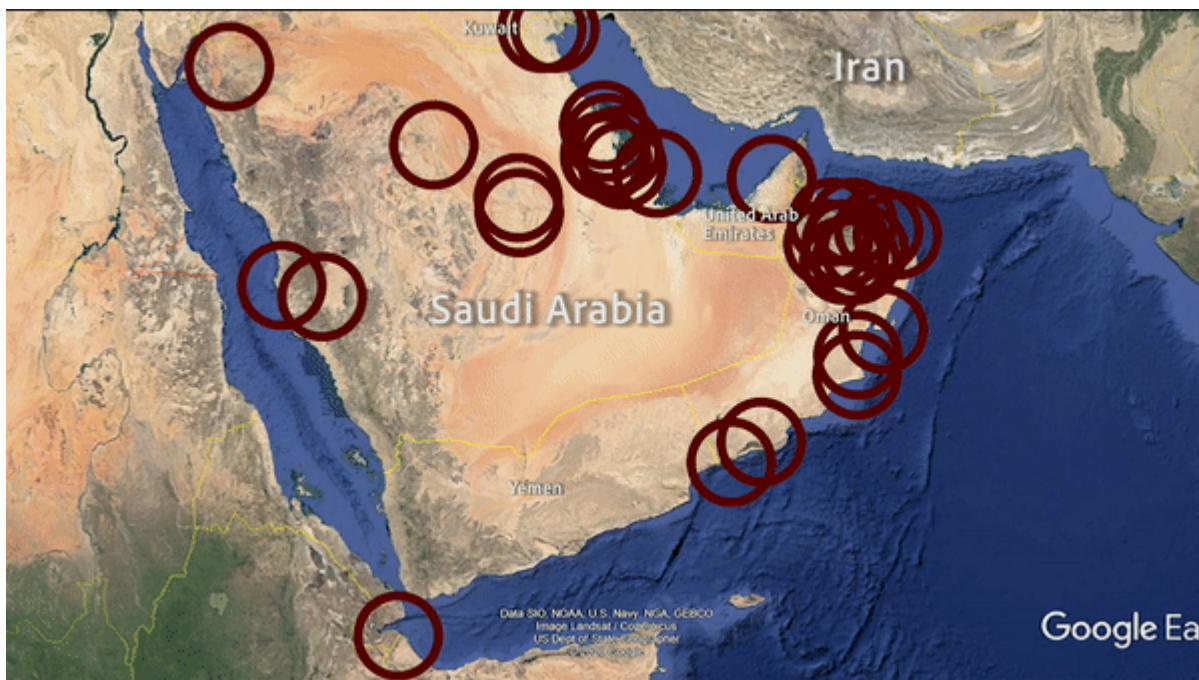 Kuwait
Iran
United Arab
Emirates
Saudi Arabia
Oman
Yemen
Data SIO, NOAA, U.S. Navy, NGA, GEBCO
Image Landsat / Copernicus
US Dept of State Geographer
Google Ea